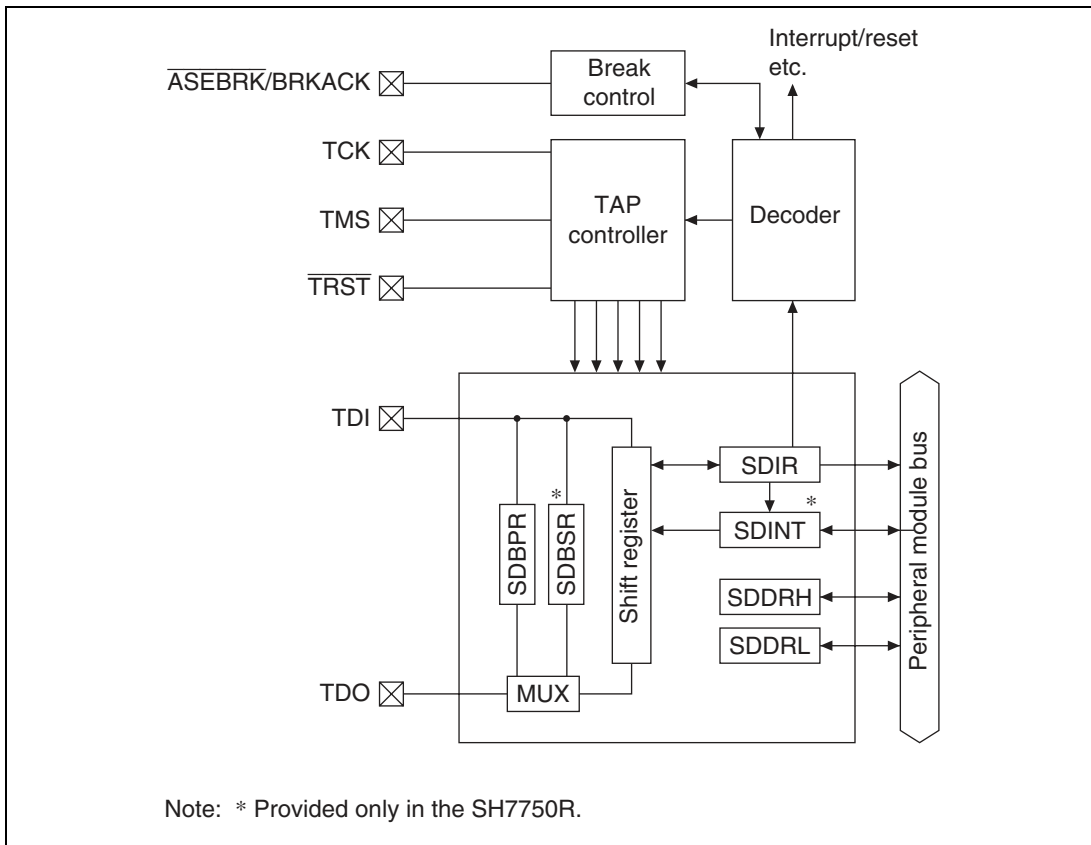 Interrupt/reset
etc.
ASEBRK/BRKACK
Break
control
TCK
TMS
TRST
TAP
controller
Decoder
TDI
TDO
SDBPR
*
SDBSR
Shift register
MUX
SDIR
*
SDINT
SDDRH
SDDRL
Peripheral module bus
Note: * Provided only in the SH7750R.